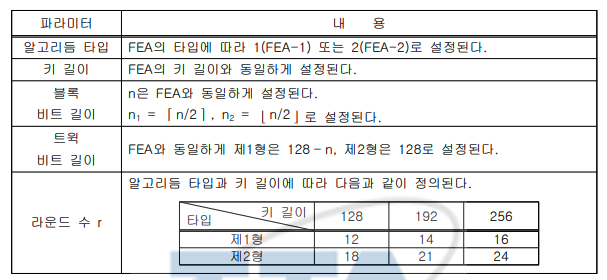 파라미터 내 용
알고리듬 타입 FEA의 타입에 따라 1(FEA-1) 또는 2(FEA-2)로 설정된다.
키 길이 FEA의 키 길이와 동일하게 설정된다.
블록
비트 길이
n은 FEA와 동일하게 설정된다.
n₁ = ⌈n/2⌉, n₂ = ⌊n/2⌋로 설정된다.
트윅
비트 길이
FEA와 동일하게 제1형은 128-n, 제2형은 128로 설정된다.
라운드 수 r
알고리듬 타입과 키 길이에 따라 다음과 같이 정의된다.
키 길이
타입
128 192 256
제1형 12 14 16
제2형 18 21 24